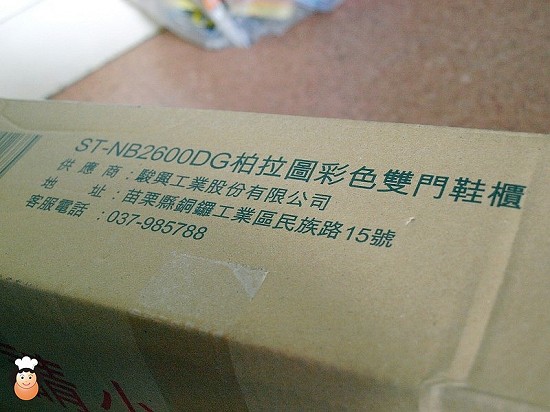 ST-NB2600DG柏拉圖彩色雙門鞋櫃
供應商:駿興工業股份有限公司
地址:苗栗縣銅鑼工業區民族路15號
客服電話:037-985788
小